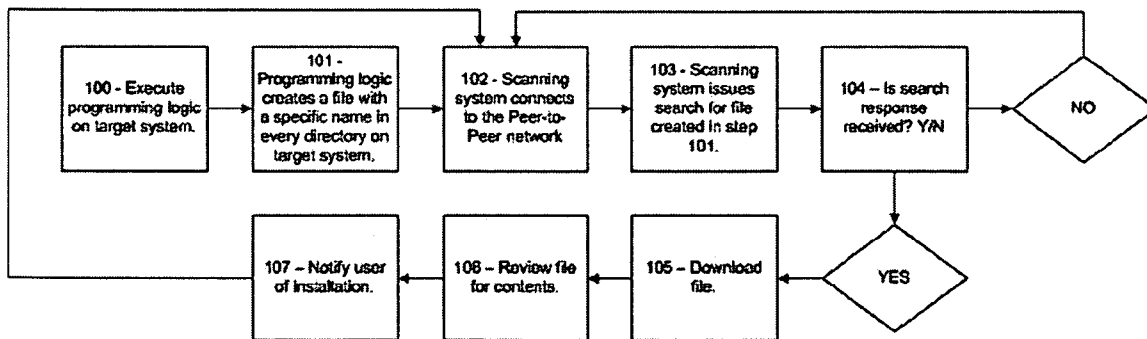 100 - Execute
programming logic
on target system.
101 -
Programming logic
creates a file with
a specific name in
every directory on
target system.
102 - Scanning
system connects
to the Peer-to-
Peer network
103 - Scanning
system issues
search for file
created in step
101.
104 – Is search
response
received? Y/N
NO
107 – Notify user
of installation.
106 – Review file
for contents.
105 – Download
file.
YES